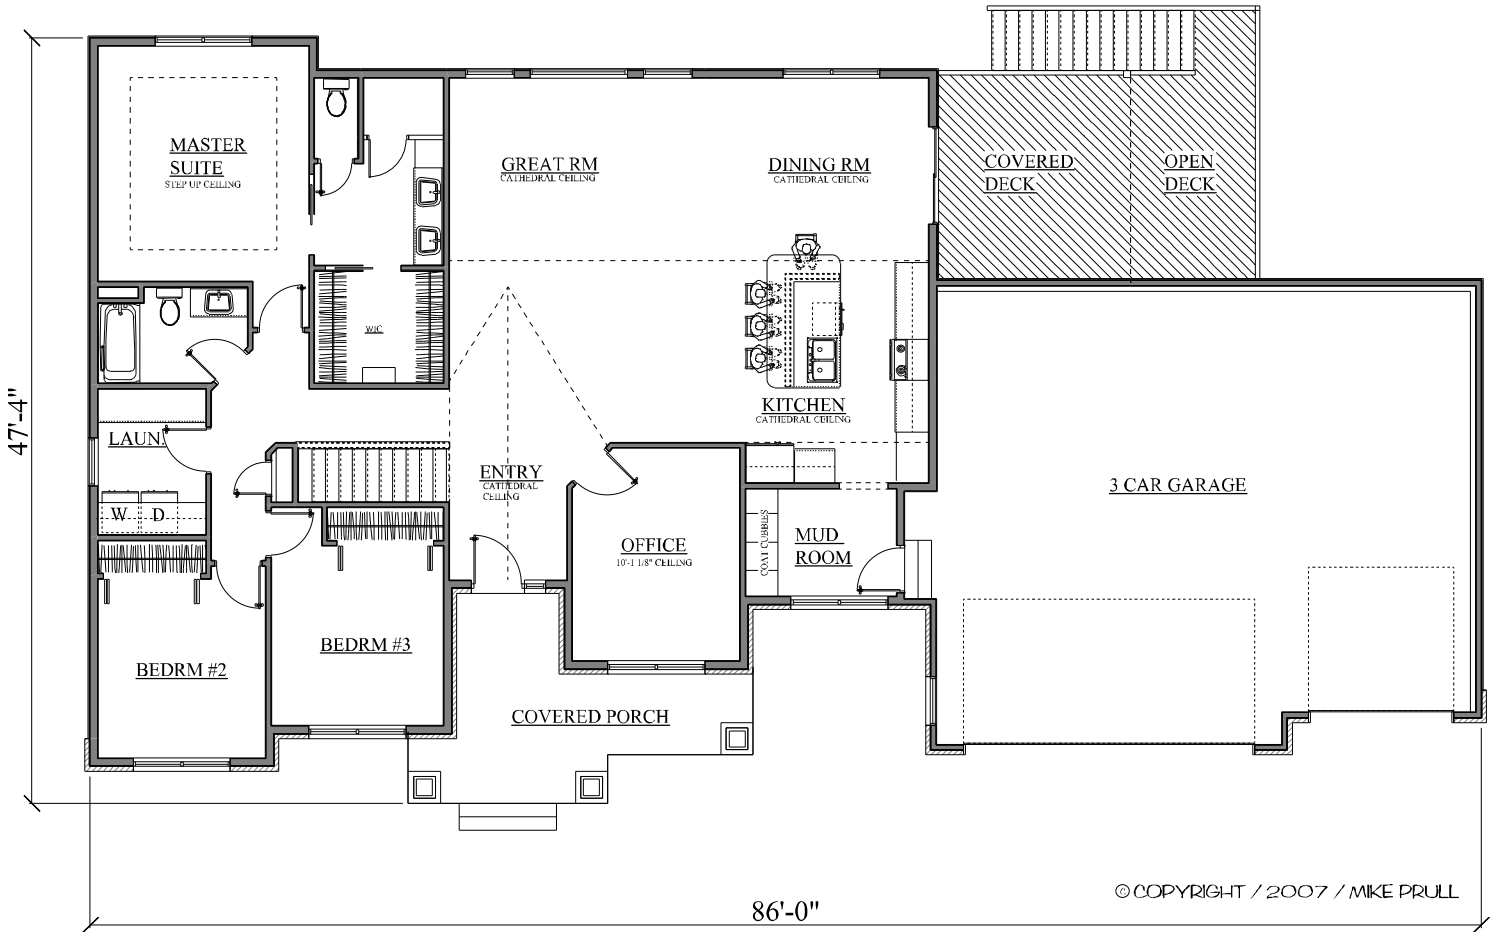 MASTER
SUITE
STEP UP CEILING
GREAT RM
CATHEDRAL CEILING
DINING RM
CATHEDRAL CEILING
COVERED
DECK
OPEN
DECK
WIC
47'-4"
KITCHEN
CATHEDRAL CEILING
LAUN.
ENTRY
CATHEDRAL
CEILING
3 CAR GARAGE
W D
OFFICE
10'-1 1/8" CEILING
COAT CUBBIES
MUD
ROOM
BEDRM #3
BEDRM #2
COVERED PORCH
© COPYRIGHT / 2007 / MIKE PRULL
86'-0"